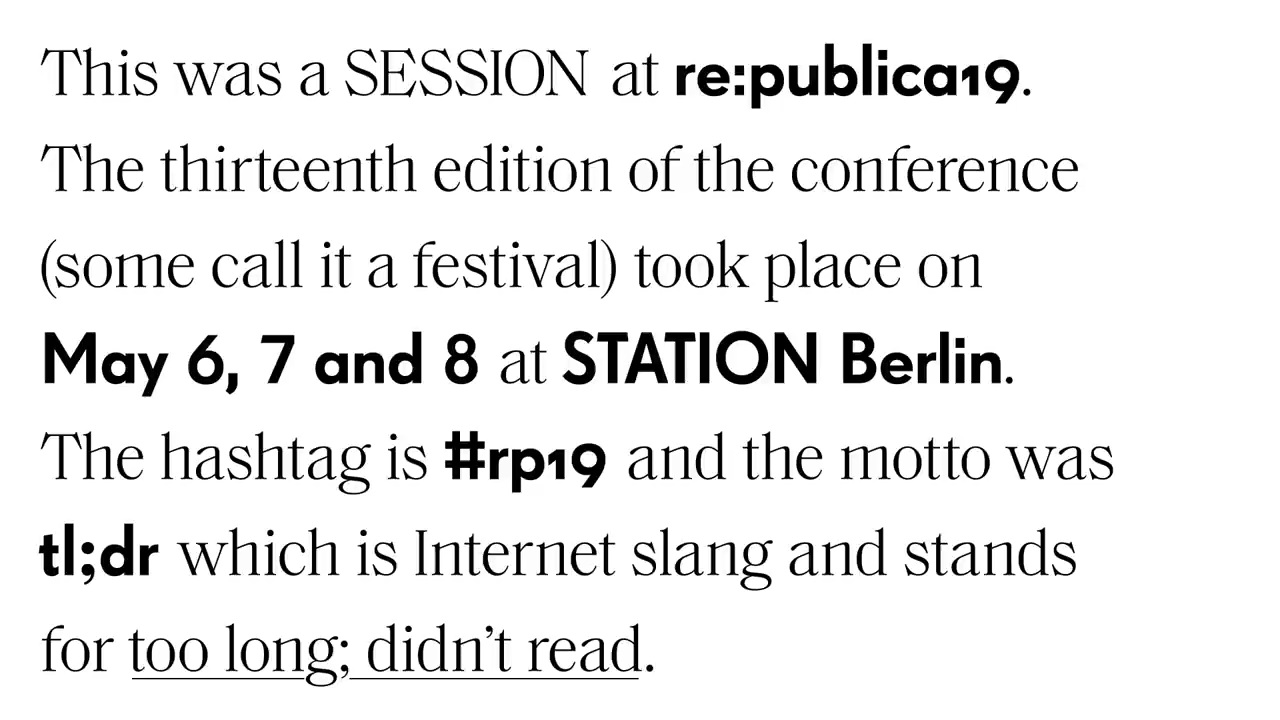 This was a SESSION at re:publica19.
The thirteenth edition of the conference
(some call it a festival) took place on
May 6, 7 and 8 at STATION Berlin.
The hashtag is #rp19 and the motto was
tl;dr which is Internet slang and stands
for too long; didn’t read.